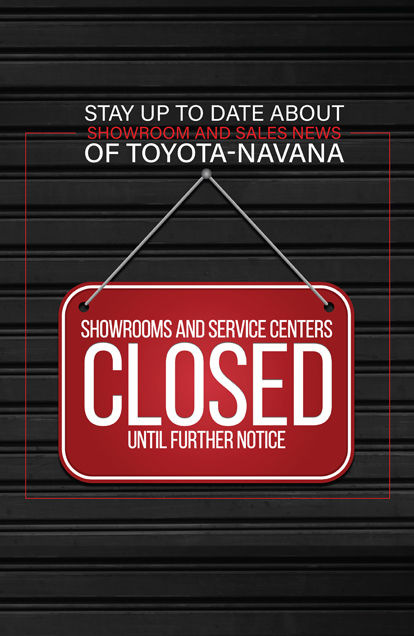 STAY UP TO DATE ABOUT
SHOWROOM AND SALES NEWS
OF TOYOTA-NAVANA
SHOWROOMS AND SERVICE CENTERS
CLOSED
UNTIL FURTHER NOTICE